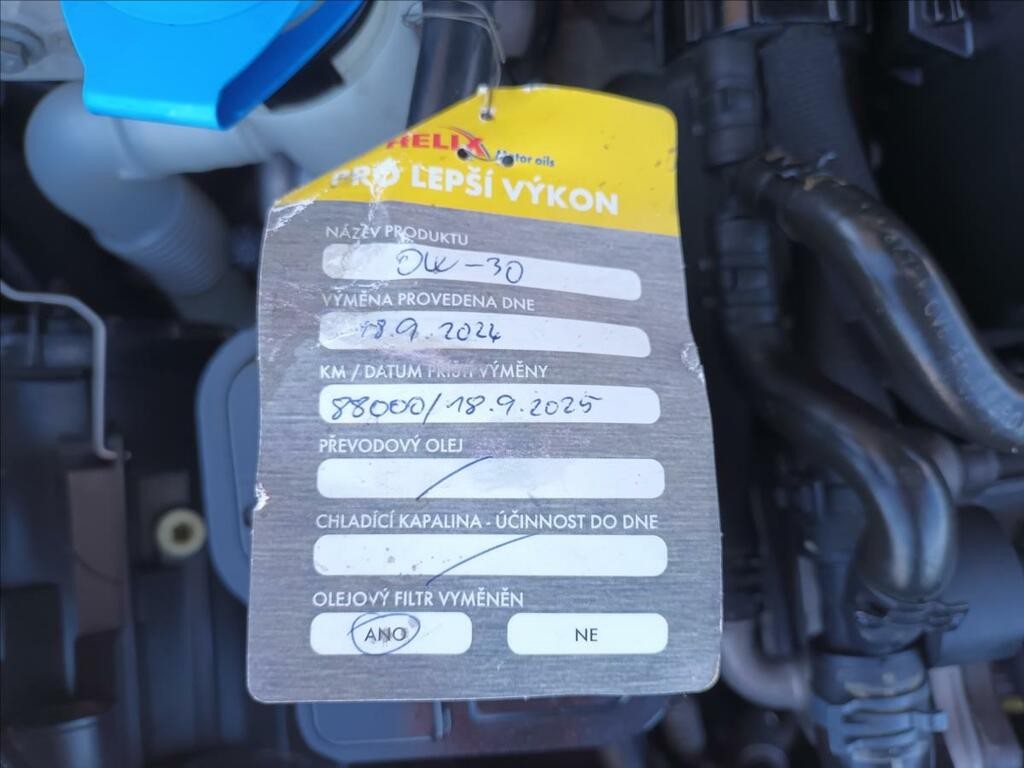 HELIX
Motor oils
PRO LEPŠÍ VÝKON
NÁZEV PRODUKTU
0W-30
VÝMĚNA PROVEDENA DNE
18.9.2024
KM / DATUM PŘÍŠTÍ VÝMĚNY
88000/18.9.2025
PŘEVODOVÝ OLEJ
CHLADÍCÍ KAPALINA - ÚČINNOST DO DNE
OLEJOVÝ FILTR VYMĚNĚN
ANO NE